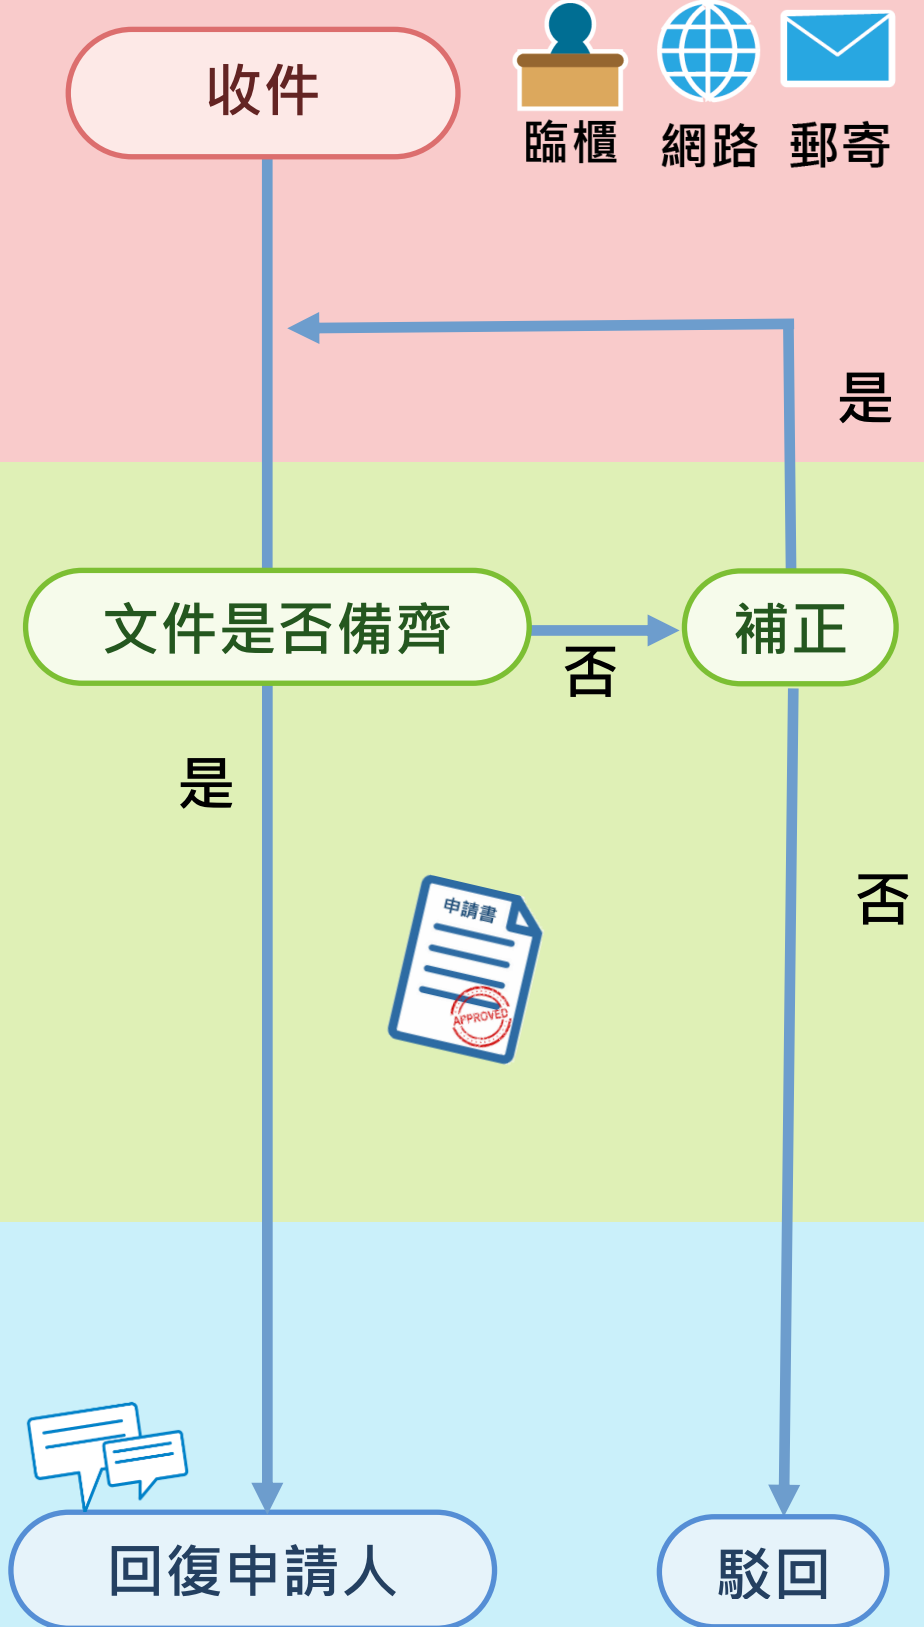 收件
臨櫃
網路
郵寄
是
文件是否備齊
否
補正
是
否
申請書
APPROVED
回復申請人
駁回